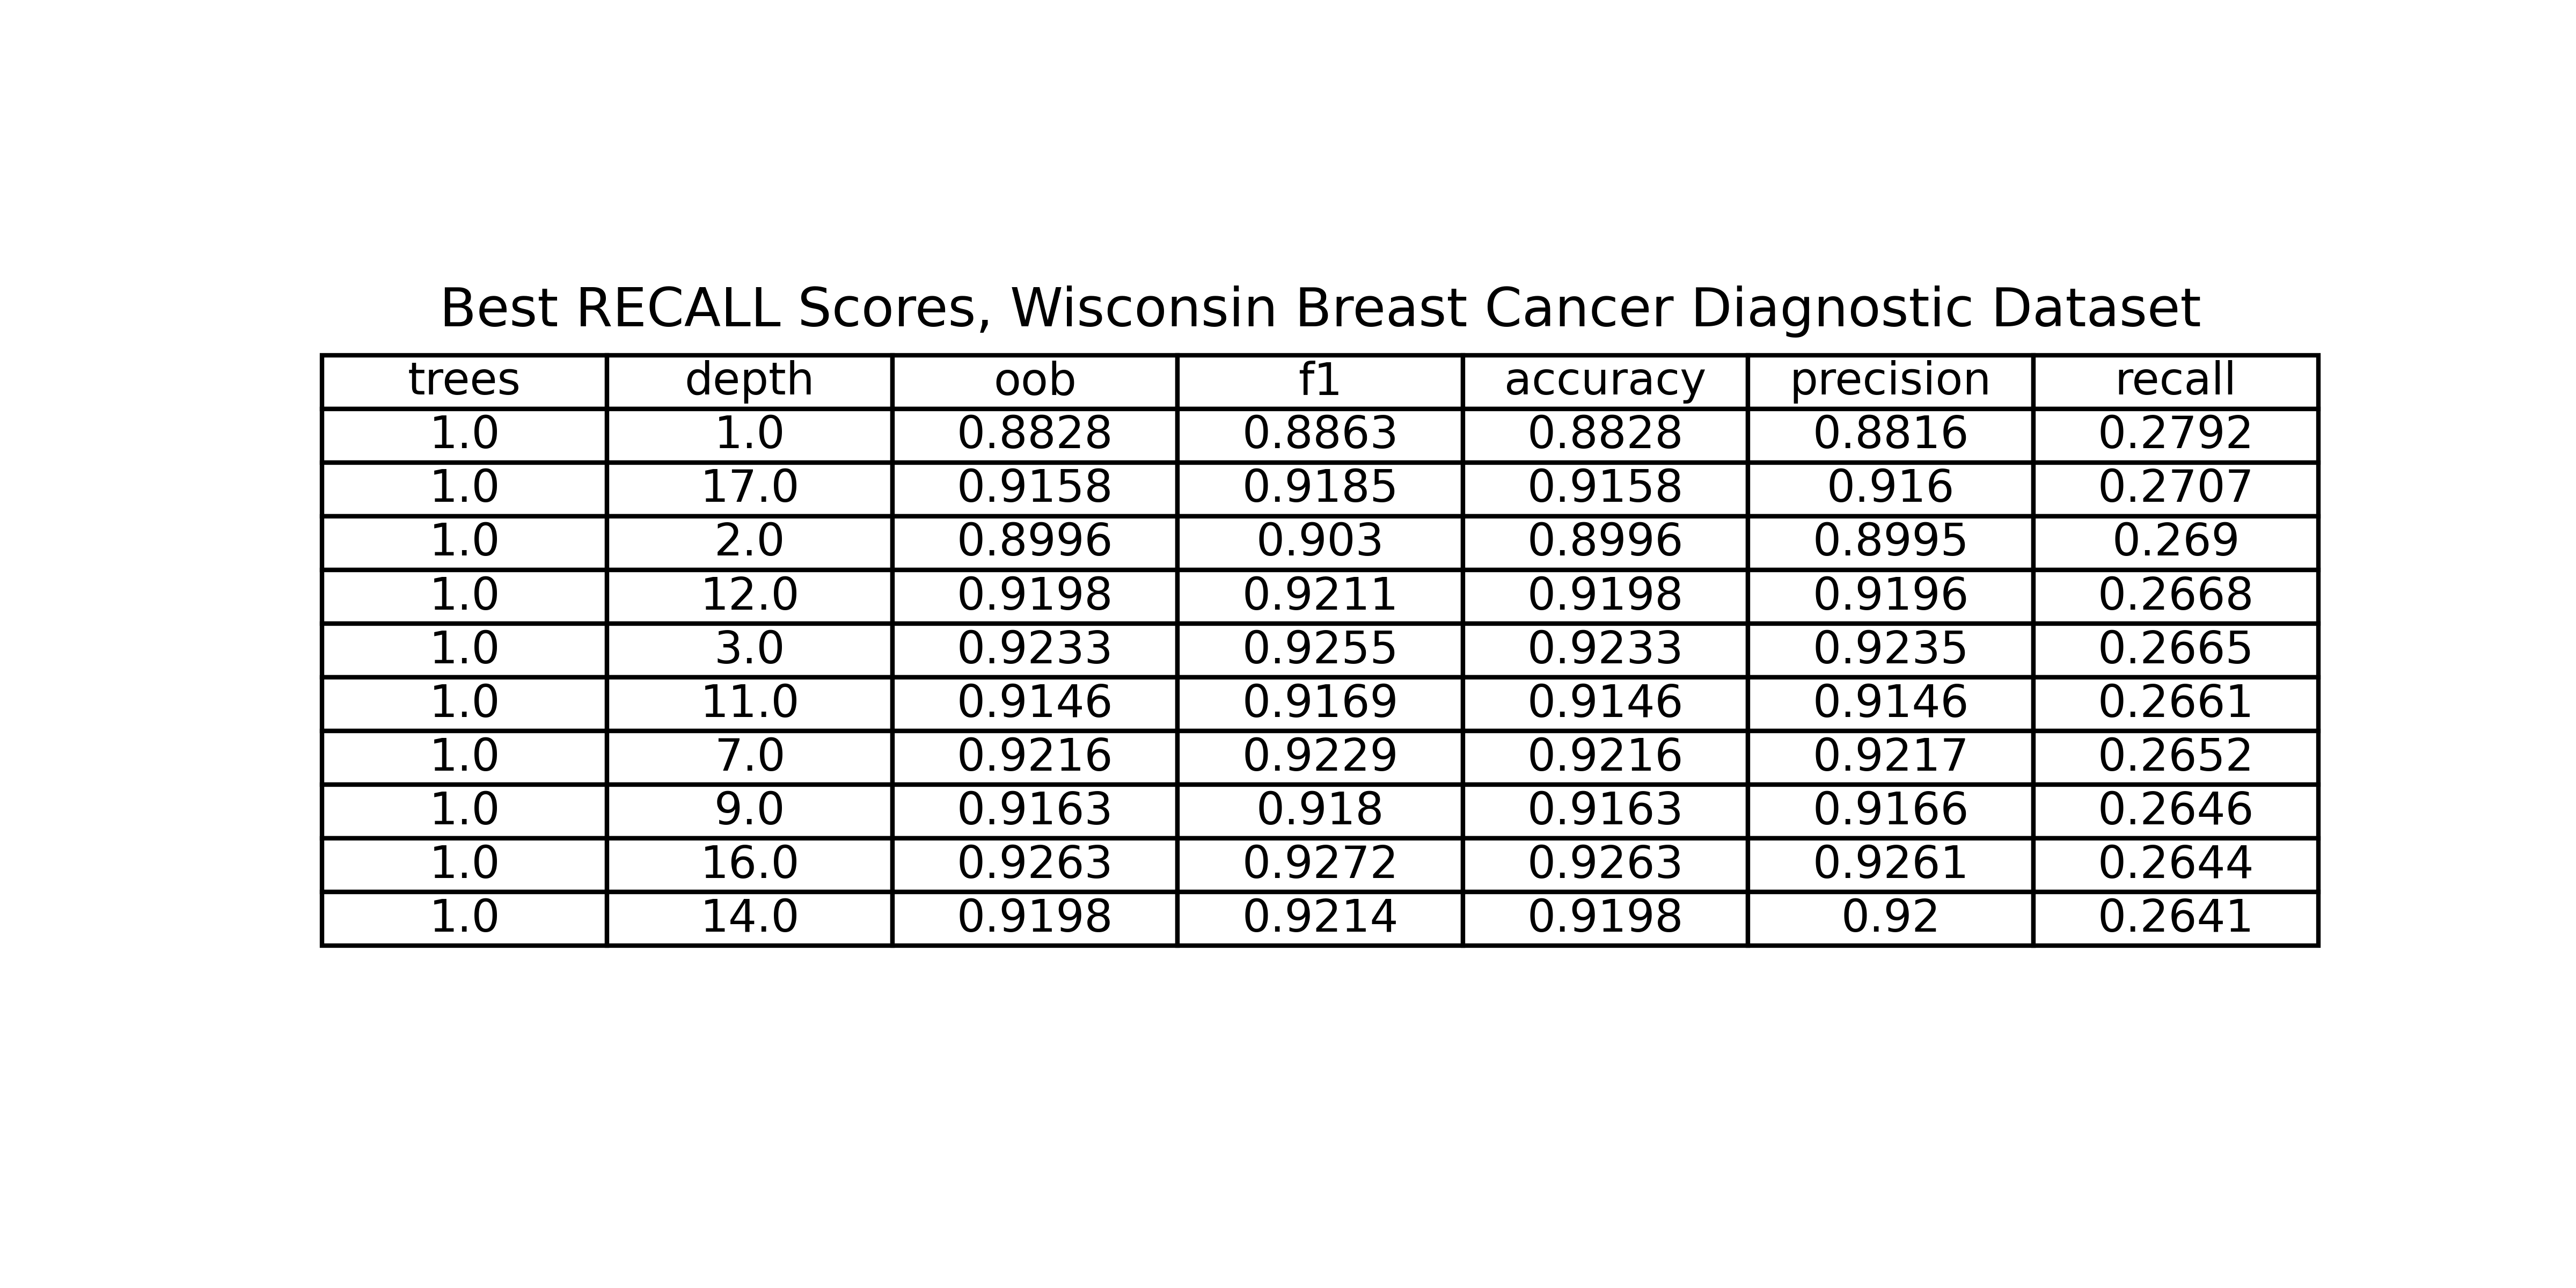 Best RECALL Scores, Wisconsin Breast Cancer Diagnostic Dataset
trees depth oob f1 accuracy precision recall
1.0 1.0 0.8828 0.8863 0.8828 0.8816 0.2792
1.0 17.0 0.9158 0.9185 0.9158 0.916 0.2707
1.0 2.0 0.8996 0.903 0.8996 0.8995 0.269
1.0 12.0 0.9198 0.9211 0.9198 0.9196 0.2668
1.0 3.0 0.9233 0.9255 0.9233 0.9235 0.2665
1.0 11.0 0.9146 0.9169 0.9146 0.9146 0.2661
1.0 7.0 0.9216 0.9229 0.9216 0.9217 0.2652
1.0 9.0 0.9163 0.918 0.9163 0.9166 0.2646
1.0 16.0 0.9263 0.9272 0.9263 0.9261 0.2644
1.0 14.0 0.9198 0.9214 0.9198 0.92 0.2641